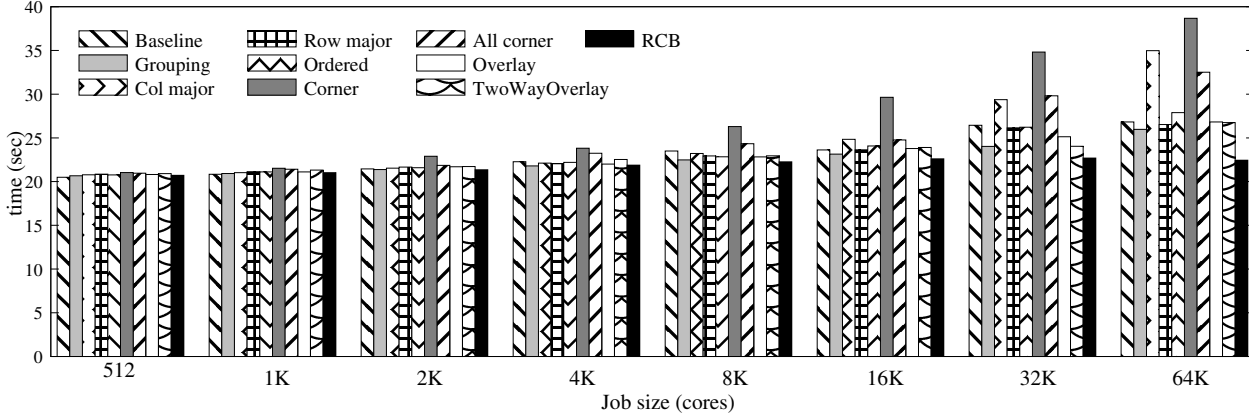 40
35
30
25
20
15
10
5
0
time (sec)
Baseline
Grouping
Col major
Row major
Ordered
Corner
All corner
Overlay
TwoWayOverlay
RCB
512
1K
2K
4K
8K
16K
32K
64K
Job size (cores)